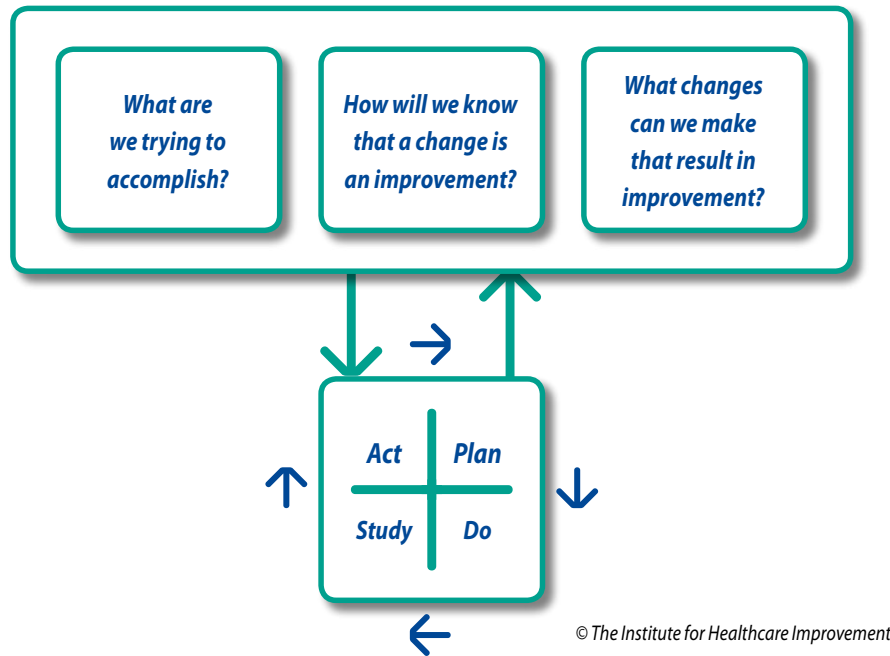 What are
we trying to
accomplish?
How will we know
that a change is
an improvement?
What changes
can we make
that result in
improvement?
Act
Plan
Study
Do
© The Institute for Healthcare Improvement